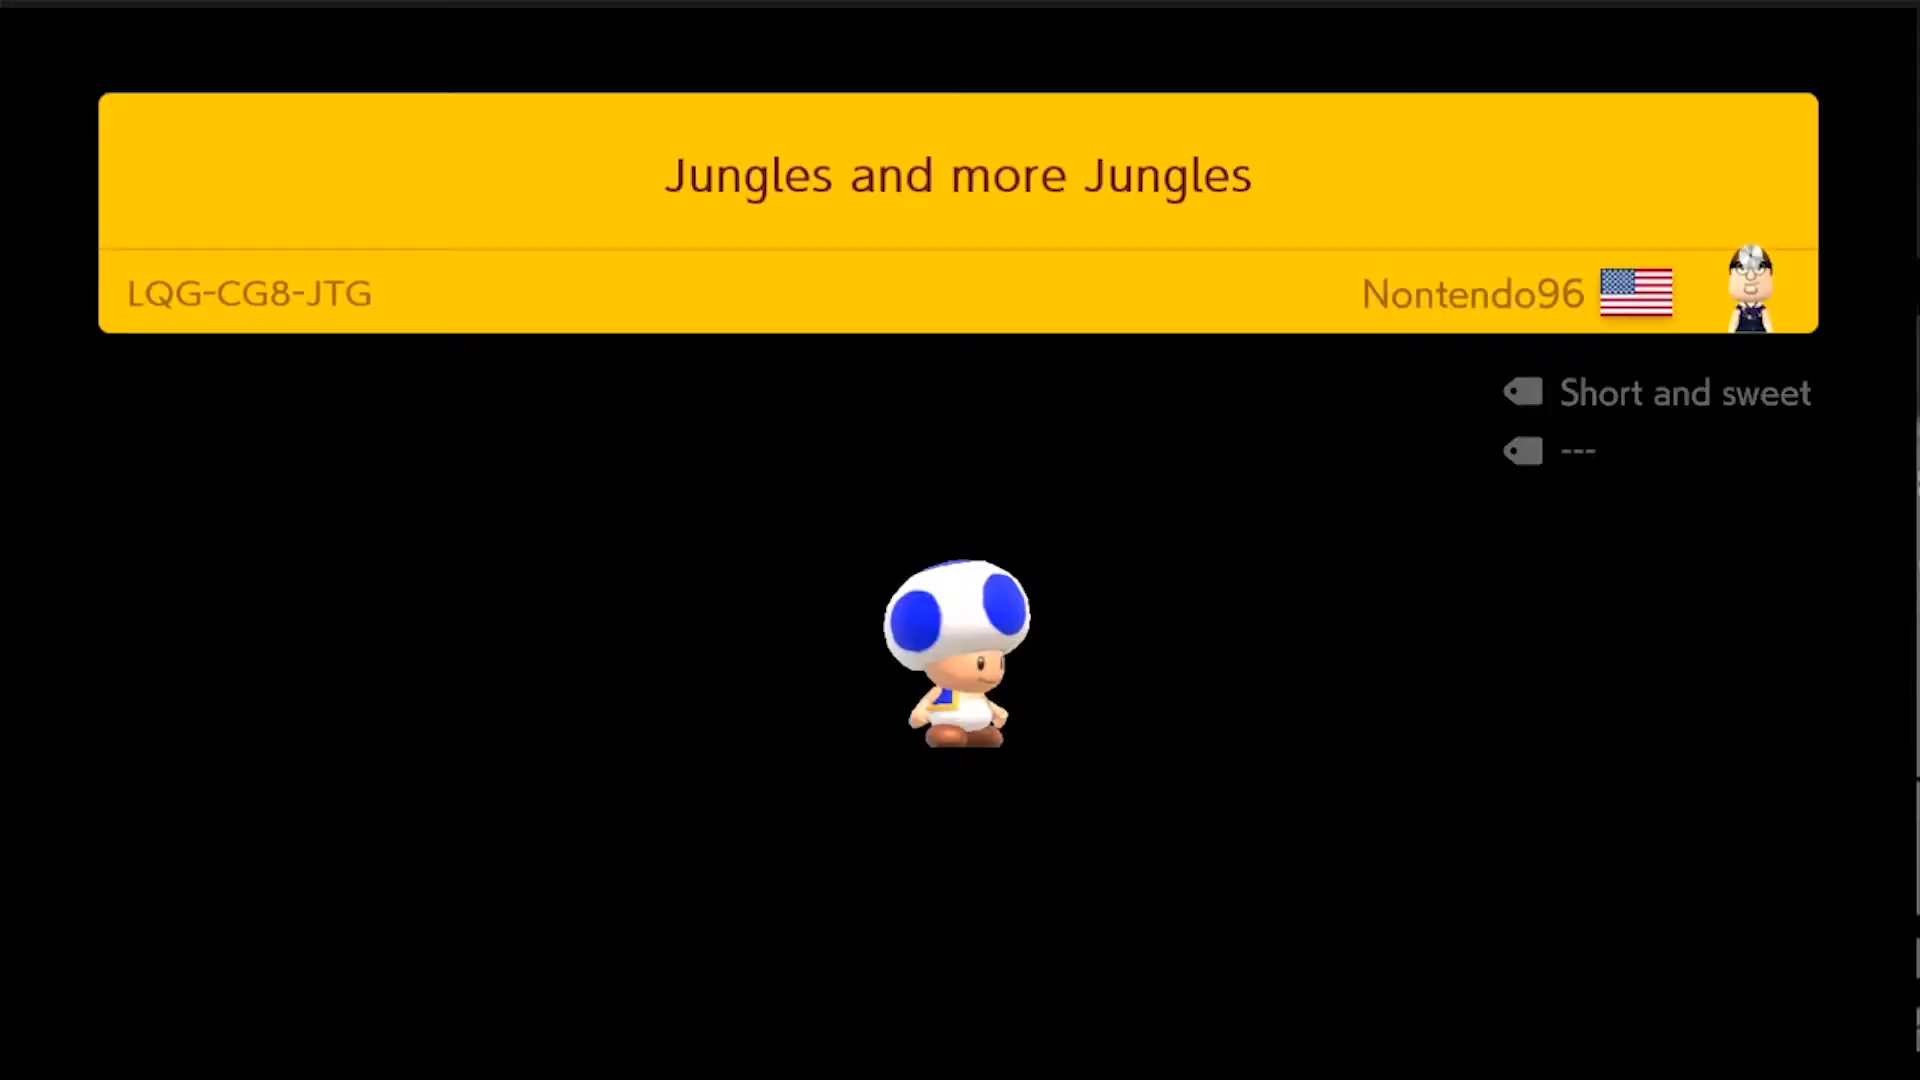 Jungles and more Jungles
LQG-CG8-JTG
Nontendo96
Short and sweet
---